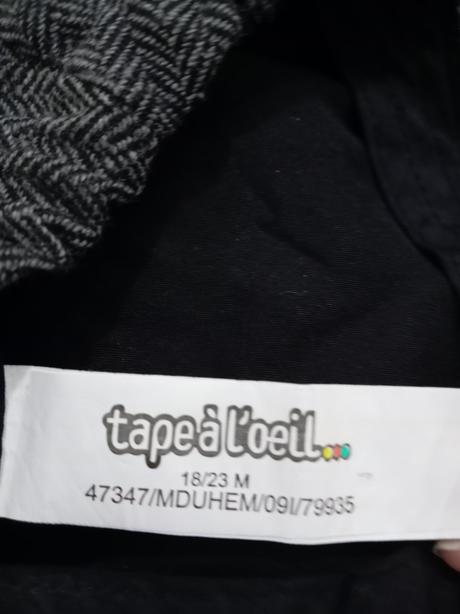 tape à l'oeil...
18/23 M
47347/MDUHEM/09I/79935